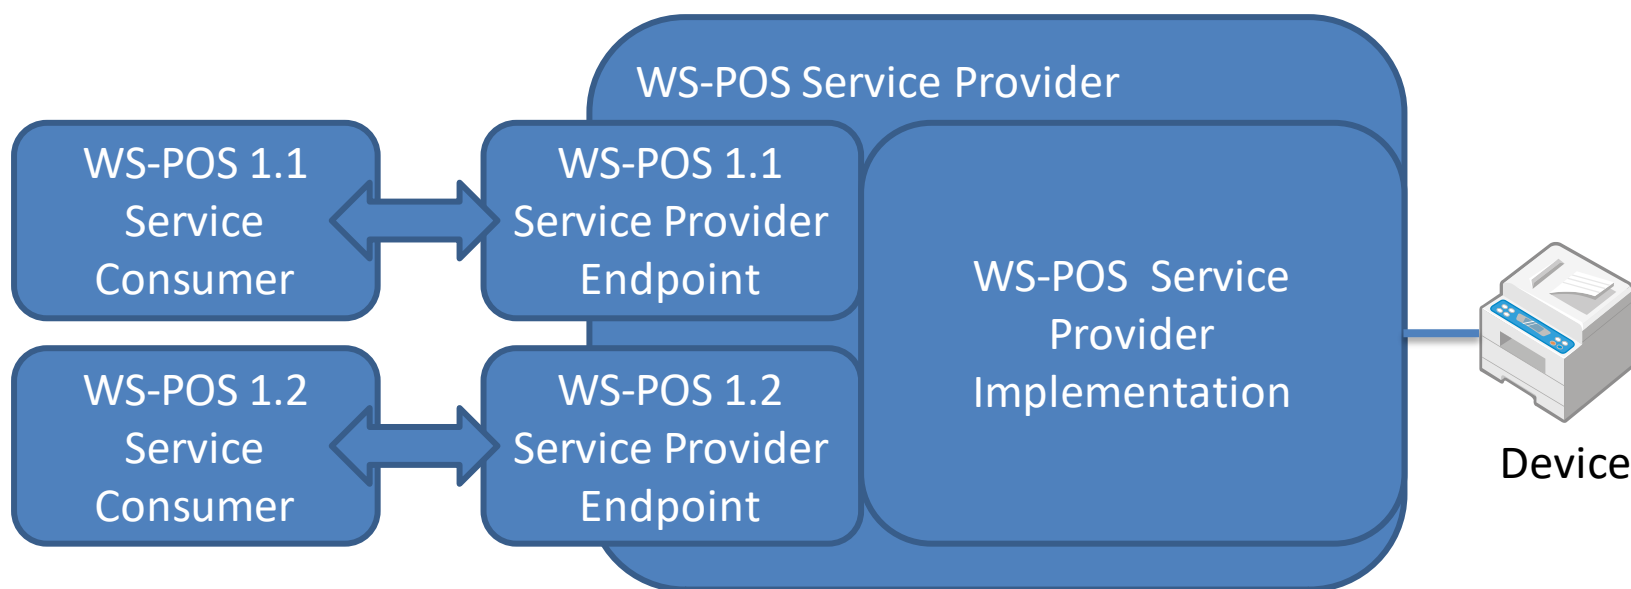 WS-POS Service Provider
WS-POS 1.1
Service
Consumer
WS-POS 1.1
Service Provider
Endpoint
WS-POS 1.2
Service
Consumer
WS-POS 1.2
Service Provider
Endpoint
WS-POS  Service
Provider
Implementation
Device